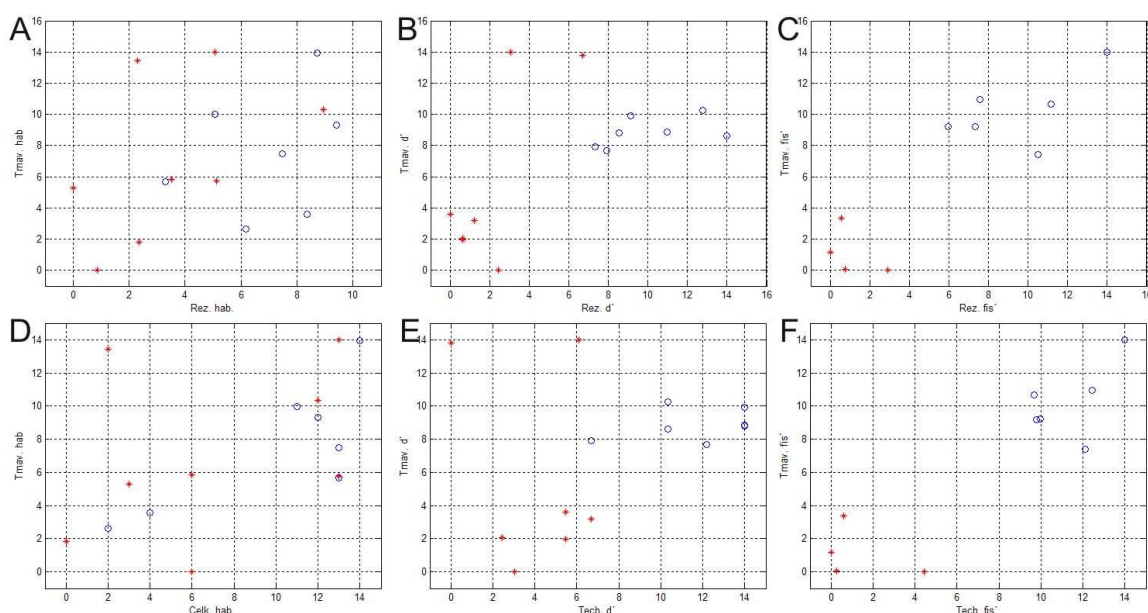 A
16
14
12
10
8
6
4
2
0
Tmav. hab
0 2 4 6 8 10
Rez. hab.
B
16
14
12
10
8
6
4
2
0
Tmav. d´
0 2 4 6 8 10 12 14 16
Rez. d´
C
16
14
12
10
8
6
4
2
0
Tmav. fis´
0 2 4 6 8 10 12 14 16
Rez. fis´
D
14
12
10
8
6
4
2
0
Tmav. hab
0 2 4 6 8 10 12 14
Celk. hab.
E
14
12
10
8
6
4
2
0
Tmav. d´
0 2 4 6 8 10 12 14
Tech. d´
F
14
12
10
8
6
4
2
0
Tmav. fis´
0 2 4 6 8 10 12 14
Tech. fis´